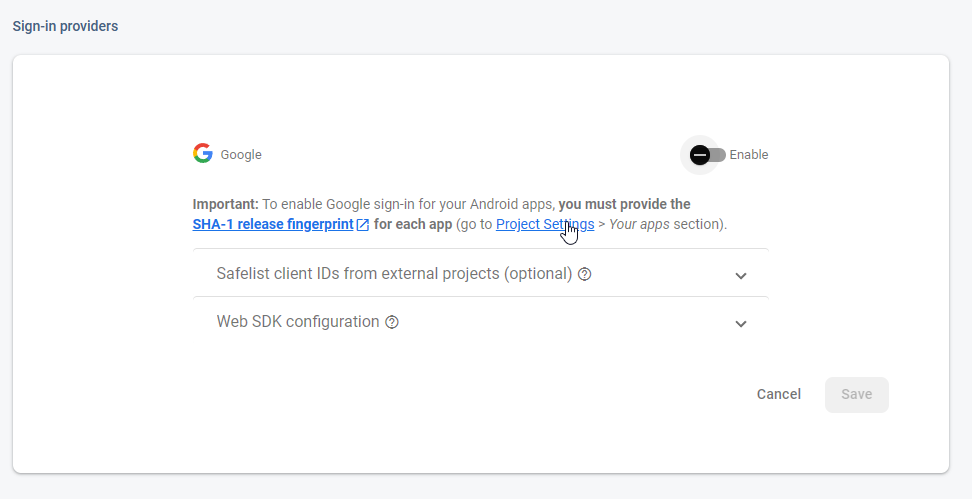 Sign-in providers
Google
Enable
Important: To enable Google sign-in for your Android apps, you must provide the
SHA-1 release fingerprint for each app (go to Project Settings > Your apps section).
Safelist client IDs from external projects (optional)
Web SDK configuration
Cancel
Save